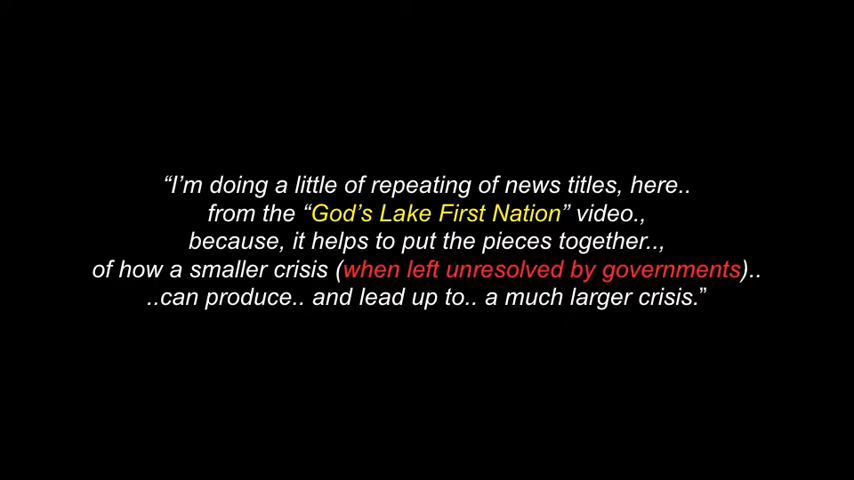 “I’m doing a little of repeating of news titles, here..
from the “God’s Lake First Nation” video.,
because, it helps to put the pieces together..,
of how a smaller crisis (when left unresolved by governments)..
..can produce.. and lead up to.. a much larger crisis.”